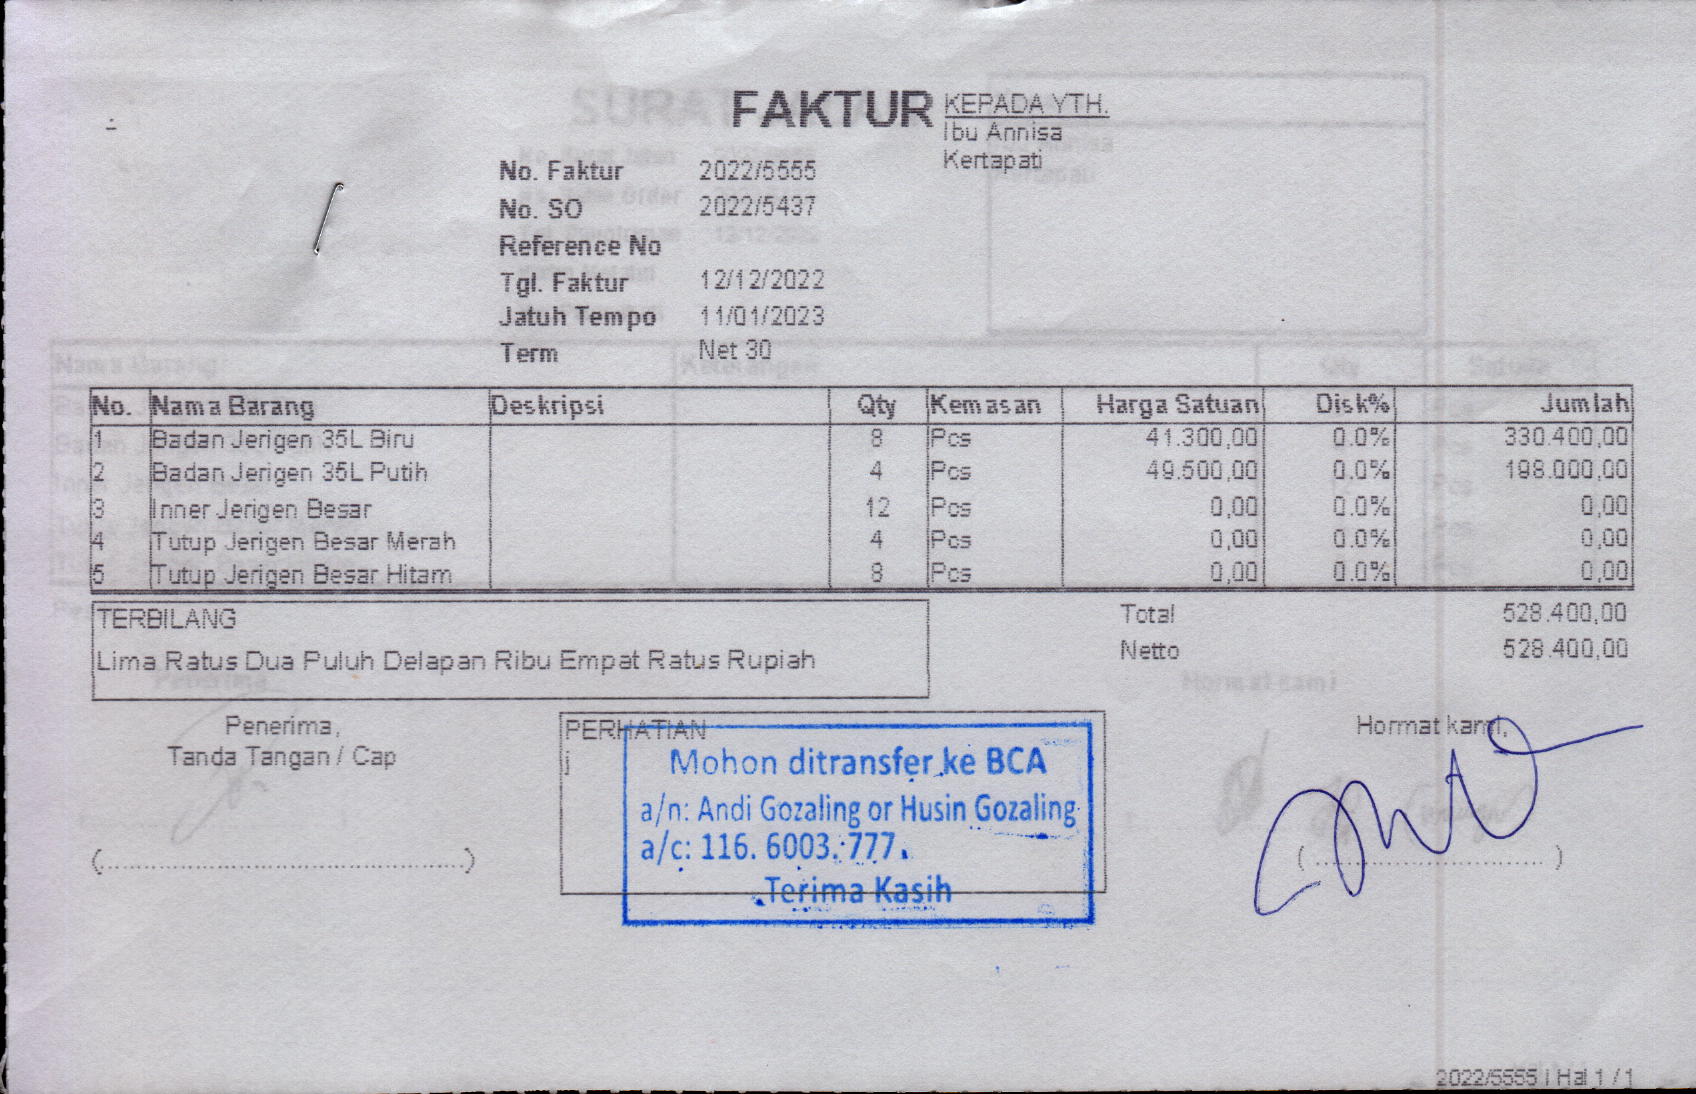 FAKTUR
KEPADA YTH.
Ibu Annisa
Kertapati
No. Faktur 2022/5555
No. SO 2022/5437
Reference No
Tgl. Faktur 12/12/2022
Jatuh Tempo 11/01/2023
Term Net 30
No. Nama Barang Deskripsi Qty Kemasan Harga Satuan Disk% Jumlah
1 Badan Jerigen 35L Biru 8 Pcs 41.300,00 0.0% 330.400,00
2 Badan Jerigen 35L Putih 4 Pcs 49.500,00 0.0% 198.000,00
3 Inner Jerigen Besar 12 Pcs 0,00 0.0% 0,00
4 Tutup Jerigen Besar Merah 4 Pcs 0,00 0.0% 0,00
5 Tutup Jerigen Besar Hitam 8 Pcs 0,00 0.0% 0,00
TERBILANG
Lima Ratus Dua Puluh Delapan Ribu Empat Ratus Rupiah
Total 528.400,00
Netto 528.400,00
Penerima,
Tanda Tangan / Cap
(..............................................)
PERHATIAN
j
Mohon ditransfer ke BCA
a/n: Andi Gozaling or Husin Gozaling
a/c: 116. 6003. 777.
Terima Kasih
Hormat kami,
(..............................)
2022/5555 | Hal 1 / 1